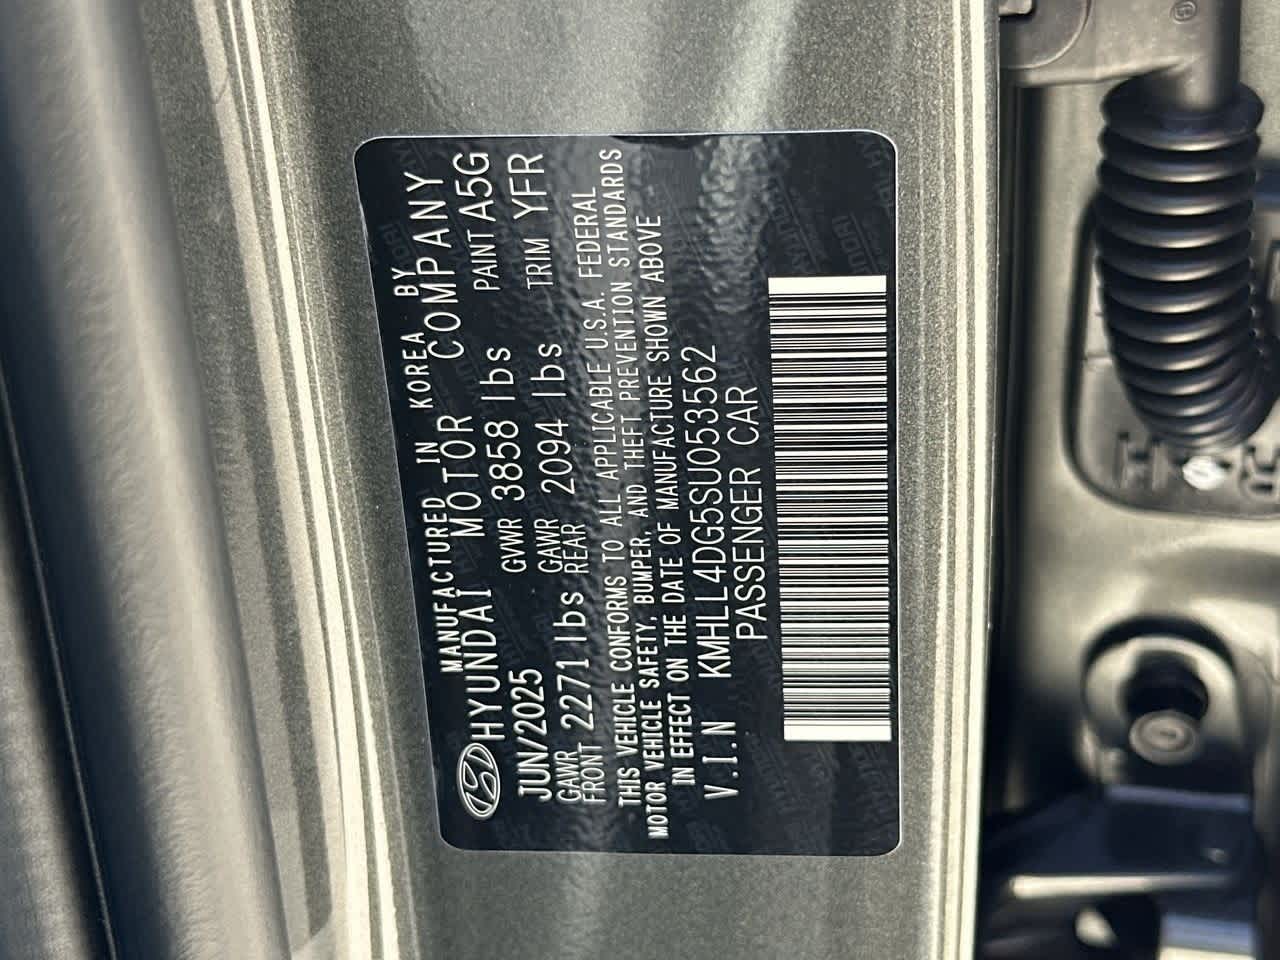 MANUFACTURED IN KOREA BY
HYUNDAI MOTOR COMPANY
JUN/2025 GVWR 3858 lbs PAINT A5G
GAWR FRONT 2271 lbs GAWR REAR 2094 lbs TRIM YFR
THIS VEHICLE CONFORMS TO ALL APPLICABLE U.S.A. FEDERAL
MOTOR VEHICLE SAFETY, BUMPER, AND THEFT PREVENTION STANDARDS
IN EFFECT ON THE DATE OF MANUFACTURE SHOWN ABOVE
V.I.N KMHLL4DG5SU053562
PASSENGER CAR